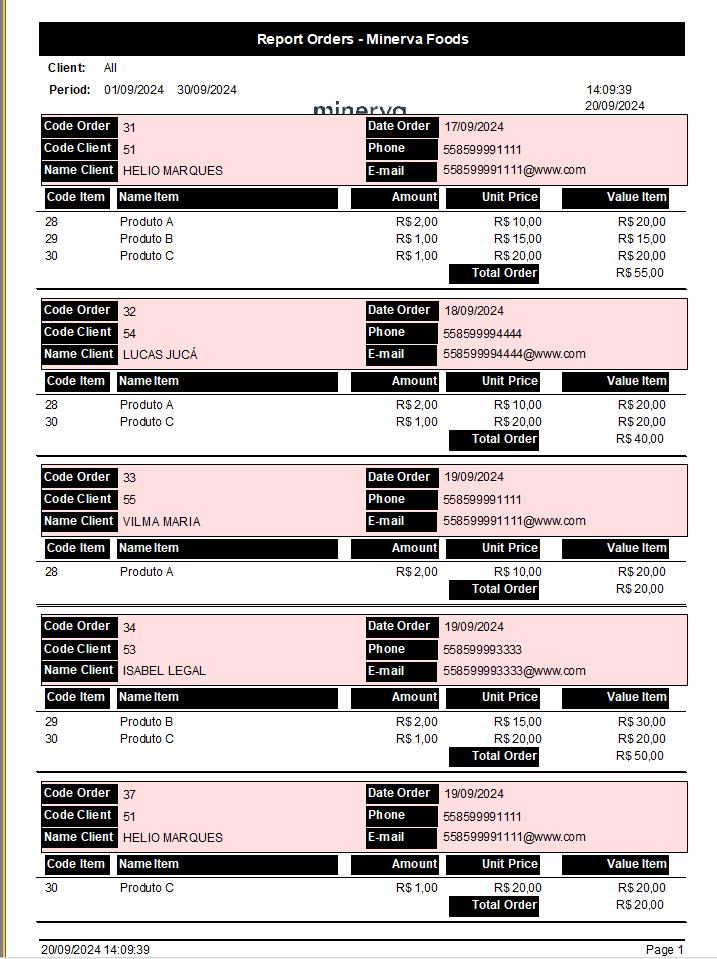 Report Orders - Minerva Foods
Client: All
Period: 01/09/2024 30/09/2024 14:09:39
minerva 20/09/2024
Code Order 31 Date Order 17/09/2024
Code Client 51 Phone 558599991111
Name Client HELIO MARQUES E-mail 558599991111@www.com
Code Item Name Item Amount Unit Price Value Item
28 Produto A R$ 2,00 R$ 10,00 R$ 20,00
29 Produto B R$ 1,00 R$ 15,00 R$ 15,00
30 Produto C R$ 1,00 R$ 20,00 R$ 20,00
Total Order R$ 55,00
Code Order 32 Date Order 18/09/2024
Code Client 54 Phone 558599994444
Name Client LUCAS JUCÁ E-mail 558599994444@www.com
Code Item Name Item Amount Unit Price Value Item
28 Produto A R$ 2,00 R$ 10,00 R$ 20,00
30 Produto C R$ 1,00 R$ 20,00 R$ 20,00
Total Order R$ 40,00
Code Order 33 Date Order 19/09/2024
Code Client 55 Phone 558599991111
Name Client VILMA MARIA E-mail 558599991111@www.com
Code Item Name Item Amount Unit Price Value Item
28 Produto A R$ 2,00 R$ 10,00 R$ 20,00
Total Order R$ 20,00
Code Order 34 Date Order 19/09/2024
Code Client 53 Phone 558599993333
Name Client ISABEL LEGAL E-mail 558599993333@www.com
Code Item Name Item Amount Unit Price Value Item
29 Produto B R$ 2,00 R$ 15,00 R$ 30,00
30 Produto C R$ 1,00 R$ 20,00 R$ 20,00
Total Order R$ 50,00
Code Order 37 Date Order 19/09/2024
Code Client 51 Phone 558599991111
Name Client HELIO MARQUES E-mail 558599991111@www.com
Code Item Name Item Amount Unit Price Value Item
30 Produto C R$ 1,00 R$ 20,00 R$ 20,00
Total Order R$ 20,00
20/09/2024 14:09:39 Page 1